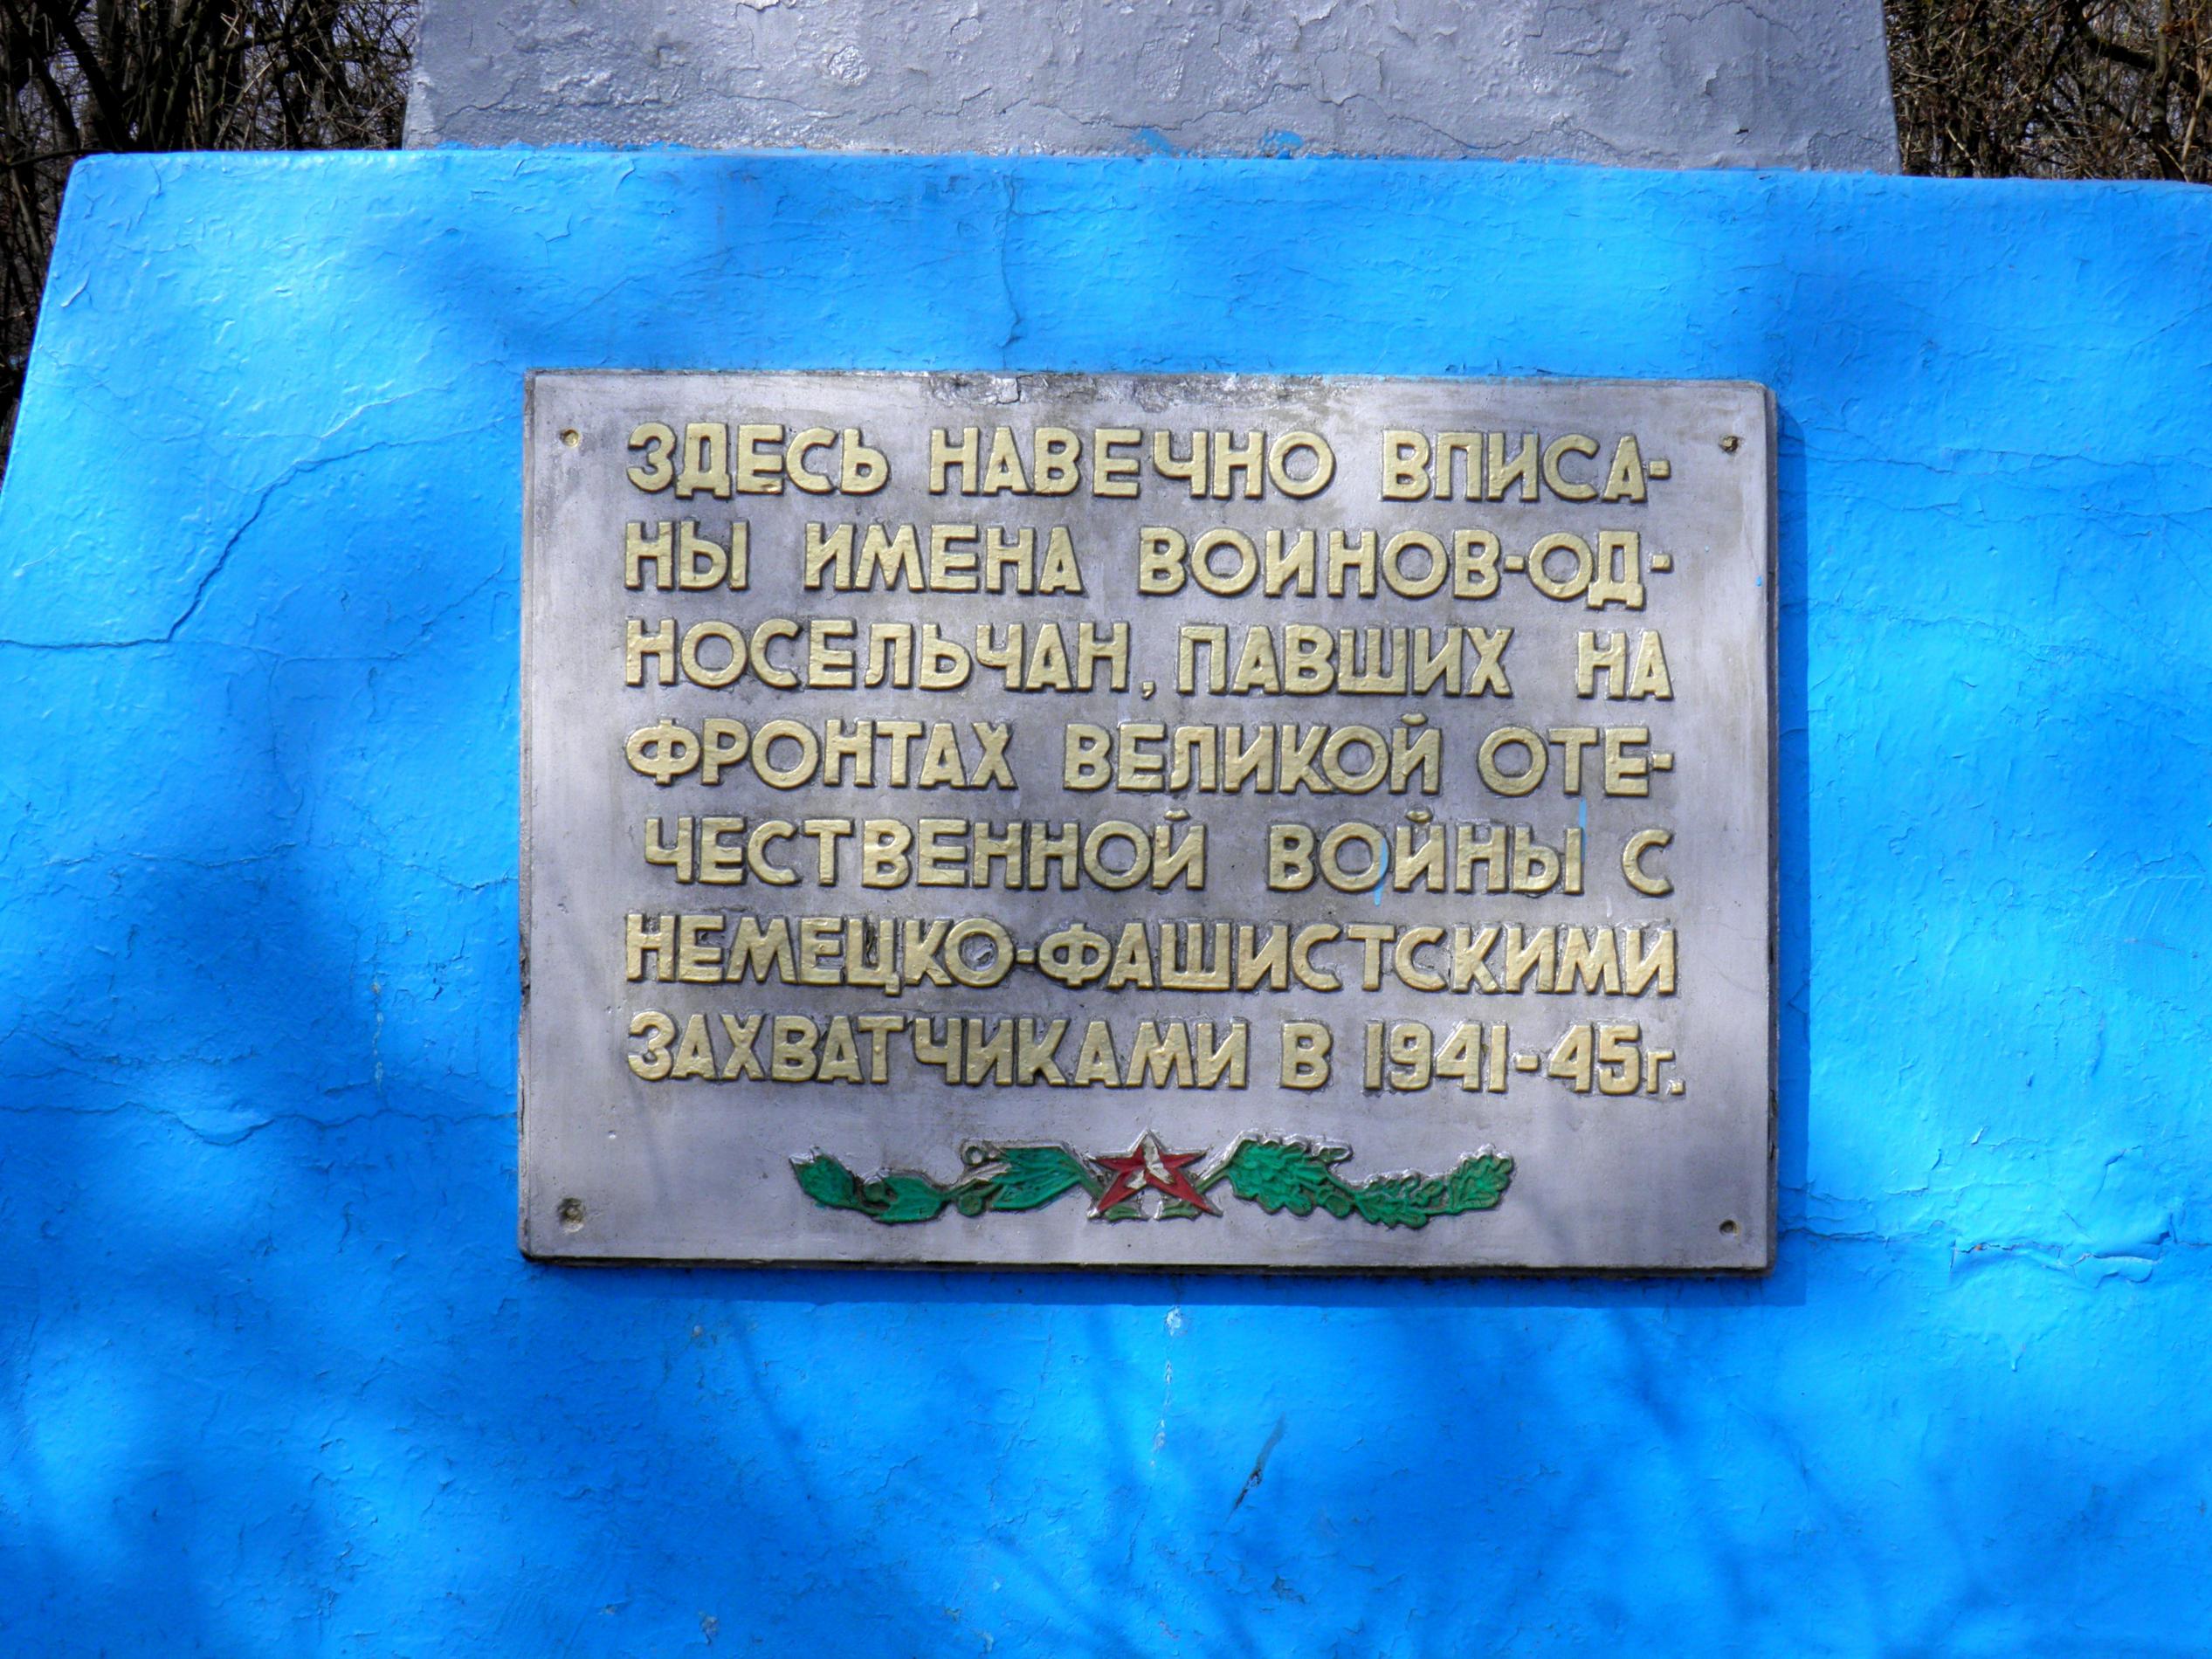 ЗДЕСЬ НАВЕЧНО ВПИСА-
НЫ ИМЕНА ВОИНОВ-ОД-
НОСЕЛЬЧАН, ПАВШИХ НА
ФРОНТАХ ВЕЛИКОЙ ОТЕ-
ЧЕСТВЕННОЙ ВОЙНЫ С
НЕМЕЦКО-ФАШИСТСКИМИ
ЗАХВАТЧИКАМИ В 1941-45г.